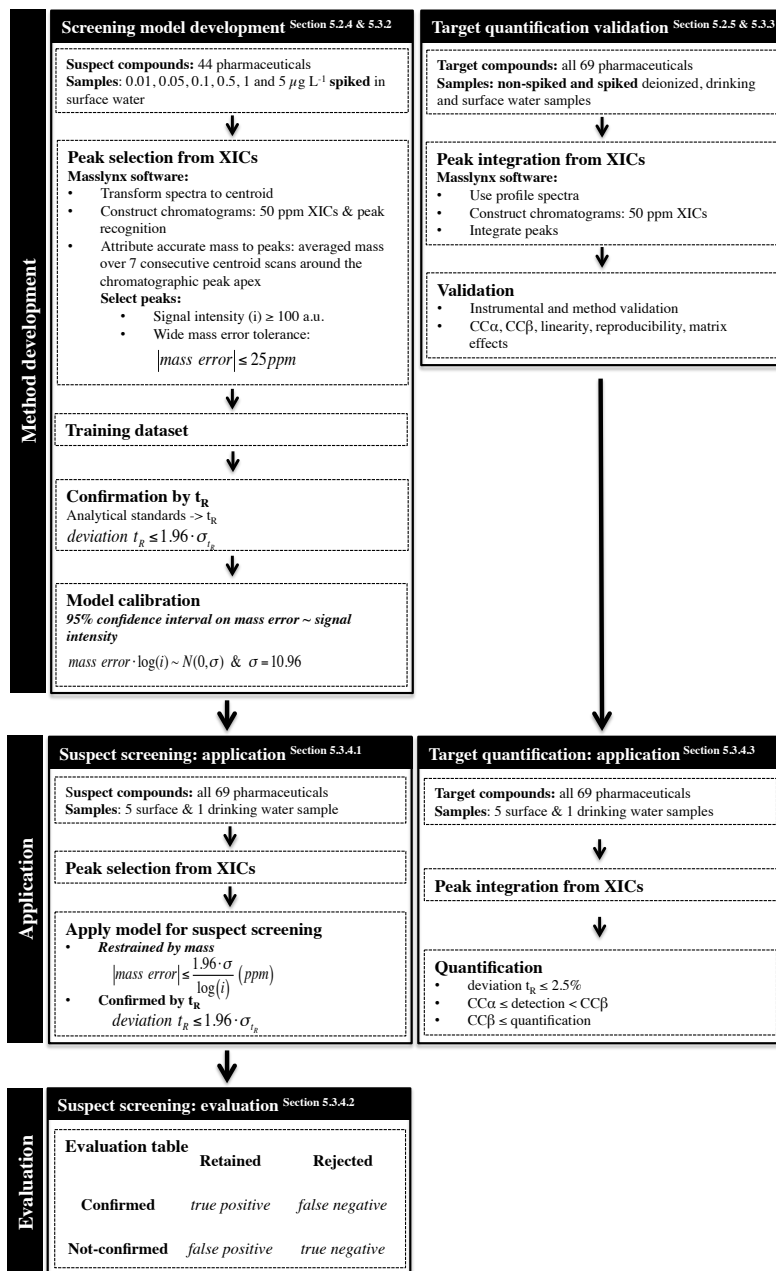 Method development
Screening model development Section 5.2.4 & 5.3.2
Suspect compounds: 44 pharmaceuticals
Samples: 0.01, 0.05, 0.1, 0.5, 1 and 5 µg L-1 spiked in
surface water
Peak selection from XICs
Masslynx software:
• Transform spectra to centroid
• Construct chromatograms: 50 ppm XICs & peak
recognition
• Attribute accurate mass to peaks: averaged mass
over 7 consecutive centroid scans around the
chromatographic peak apex
Select peaks:
• Signal intensity (i) ≥ 100 a.u.
• Wide mass error tolerance:
|mass error| ≤ 25ppm
Training dataset
Confirmation by tR
Analytical standards -> tR
deviation tR ≤ 1.96 · σtR
Model calibration
95% confidence interval on mass error ~ signal
intensity
mass error · log(i) ~ N(0,σ) & σ = 10.96
Target quantification validation Section 5.2.5 & 5.3.3
Target compounds: all 69 pharmaceuticals
Samples: non-spiked and spiked deionized, drinking
and surface water samples
Peak integration from XICs
Masslynx software:
• Use profile spectra
• Construct chromatograms: 50 ppm XICs
• Integrate peaks
Validation
• Instrumental and method validation
• CCα, CCβ, linearity, reproducibility, matrix
effects
Application
Suspect screening: application Section 5.3.4.1
Suspect compounds: all 69 pharmaceuticals
Samples: 5 surface & 1 drinking water sample
Peak selection from XICs
Apply model for suspect screening
• Restrained by mass
|mass error| ≤ 1.96 · σ / log(i) (ppm)
• Confirmed by tR
deviation tR ≤ 1.96 · σtR
Target quantification: application Section 5.3.4.3
Target compounds: all 69 pharmaceuticals
Samples: 5 surface & 1 drinking water samples
Peak integration from XICs
Quantification
• deviation tR ≤ 2.5%
• CCα ≤ detection < CCβ
• CCβ ≤ quantification
Evaluation
Suspect screening: evaluation Section 5.3.4.2
Evaluation table
Retained Rejected
Confirmed true positive false negative
Not-confirmed false positive true negative